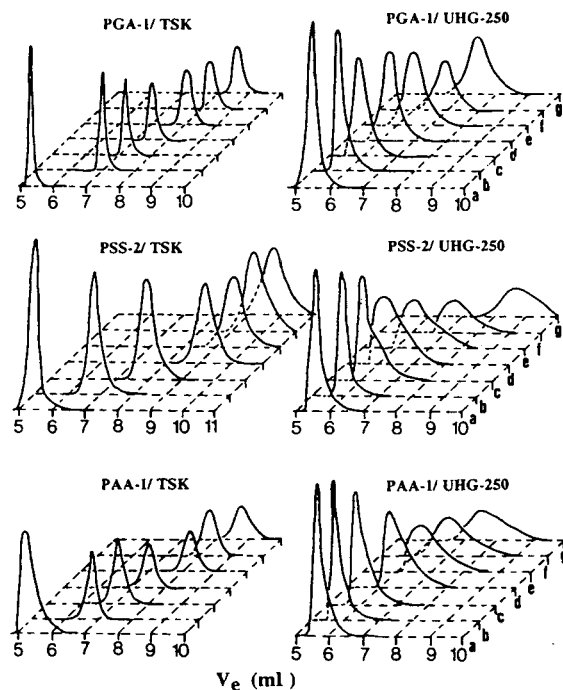 PGA-1/ TSK
PGA-1/ UHG-250
5 6 7 8 9 10
5 6 7 8 9 10
a b c d e f g
PSS-2/ TSK
PSS-2/ UHG-250
5 6 7 8 9 10 11
5 6 7 8 9 10
a b c d e f g
PAA-1/ TSK
PAA-1/ UHG-250
5 6 7 8 9 10
5 6 7 8 9 10
a b c d e f g
Ve (ml)